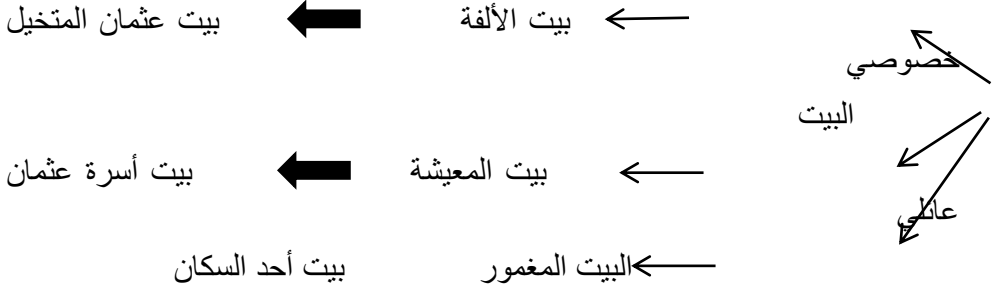 بيت الألفة بيت عثمان المتخيل
خصوصي
البيت
بيت المعيشة بيت أسرة عثمان
عائلي
البيت المغمور بيت أحد السكان